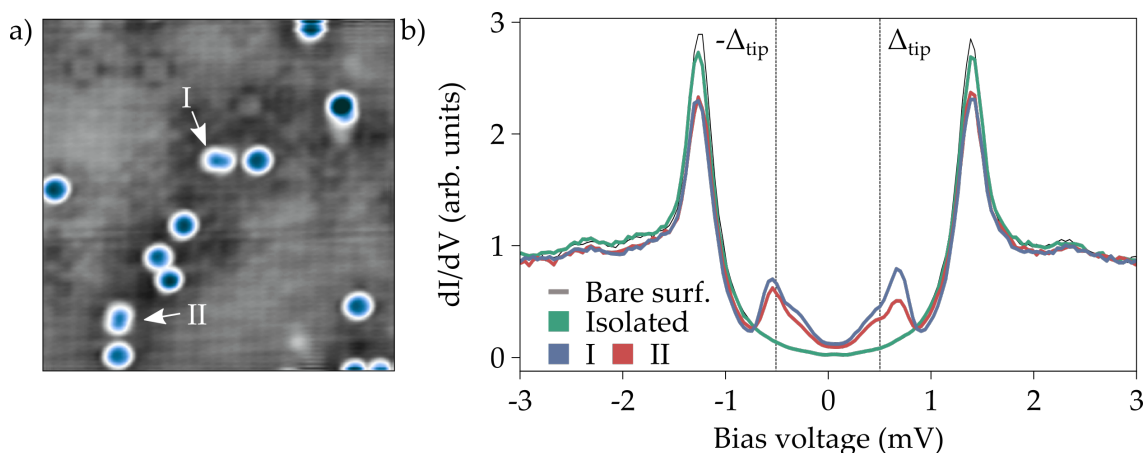 a)
I
II
b)
dI/dV (arb. units)
3
2
1
0
-Δtip
Δtip
Bare surf.
Isolated
I II
-3 -2 -1 0 1 2 3
Bias voltage (mV)